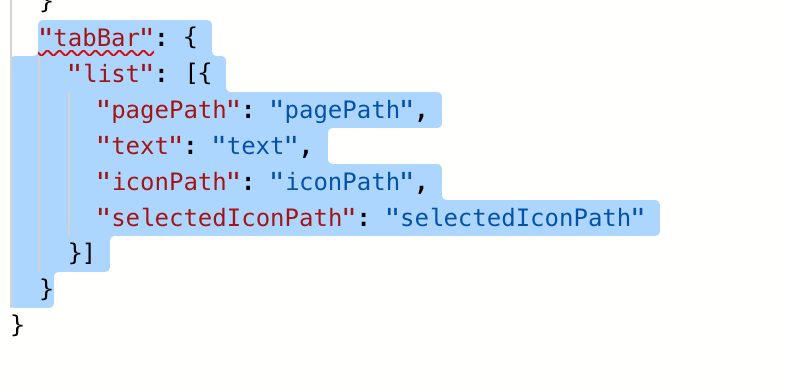 }
"tabBar": {
"list": [{
"pagePath": "pagePath",
"text": "text",
"iconPath": "iconPath",
"selectedIconPath": "selectedIconPath"
}]
}
}